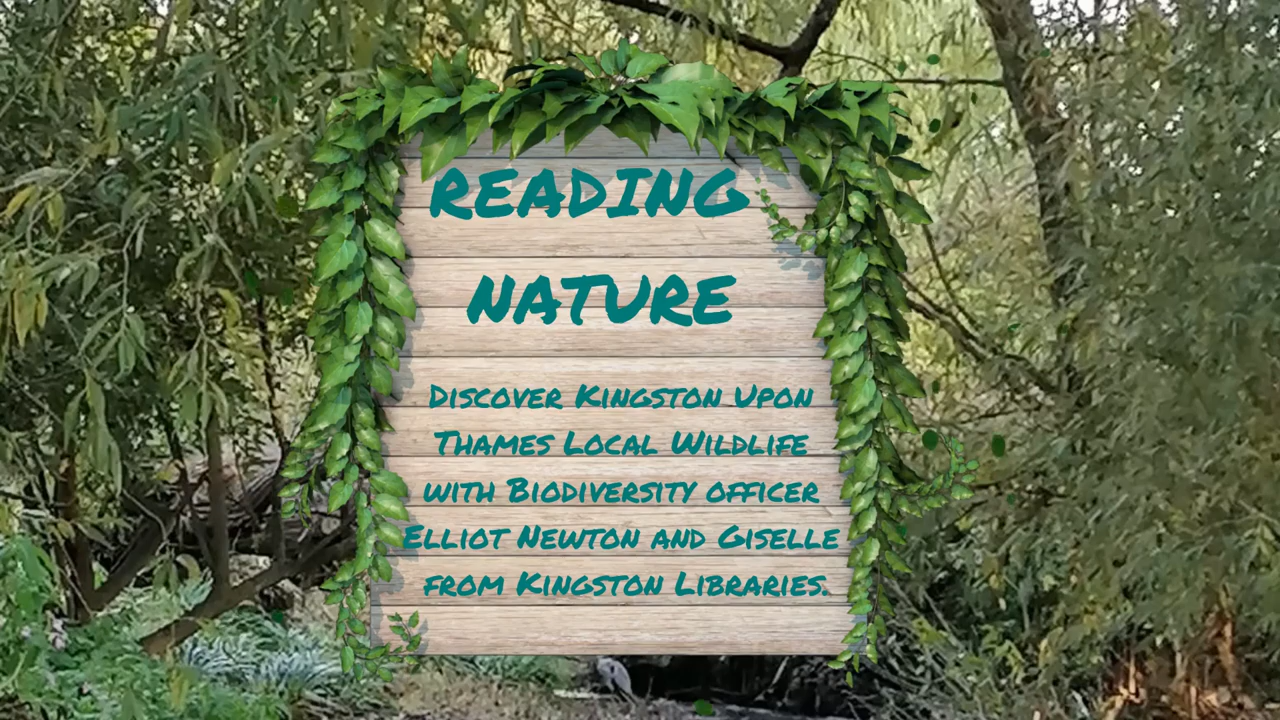 READING
NATURE
DISCOVER KINGSTON UPON
THAMES LOCAL WILDLIFE
WITH BIODIVERSITY OFFICER
ELLIOT NEWTON AND GISELLE
FROM KINGSTON LIBRARIES.